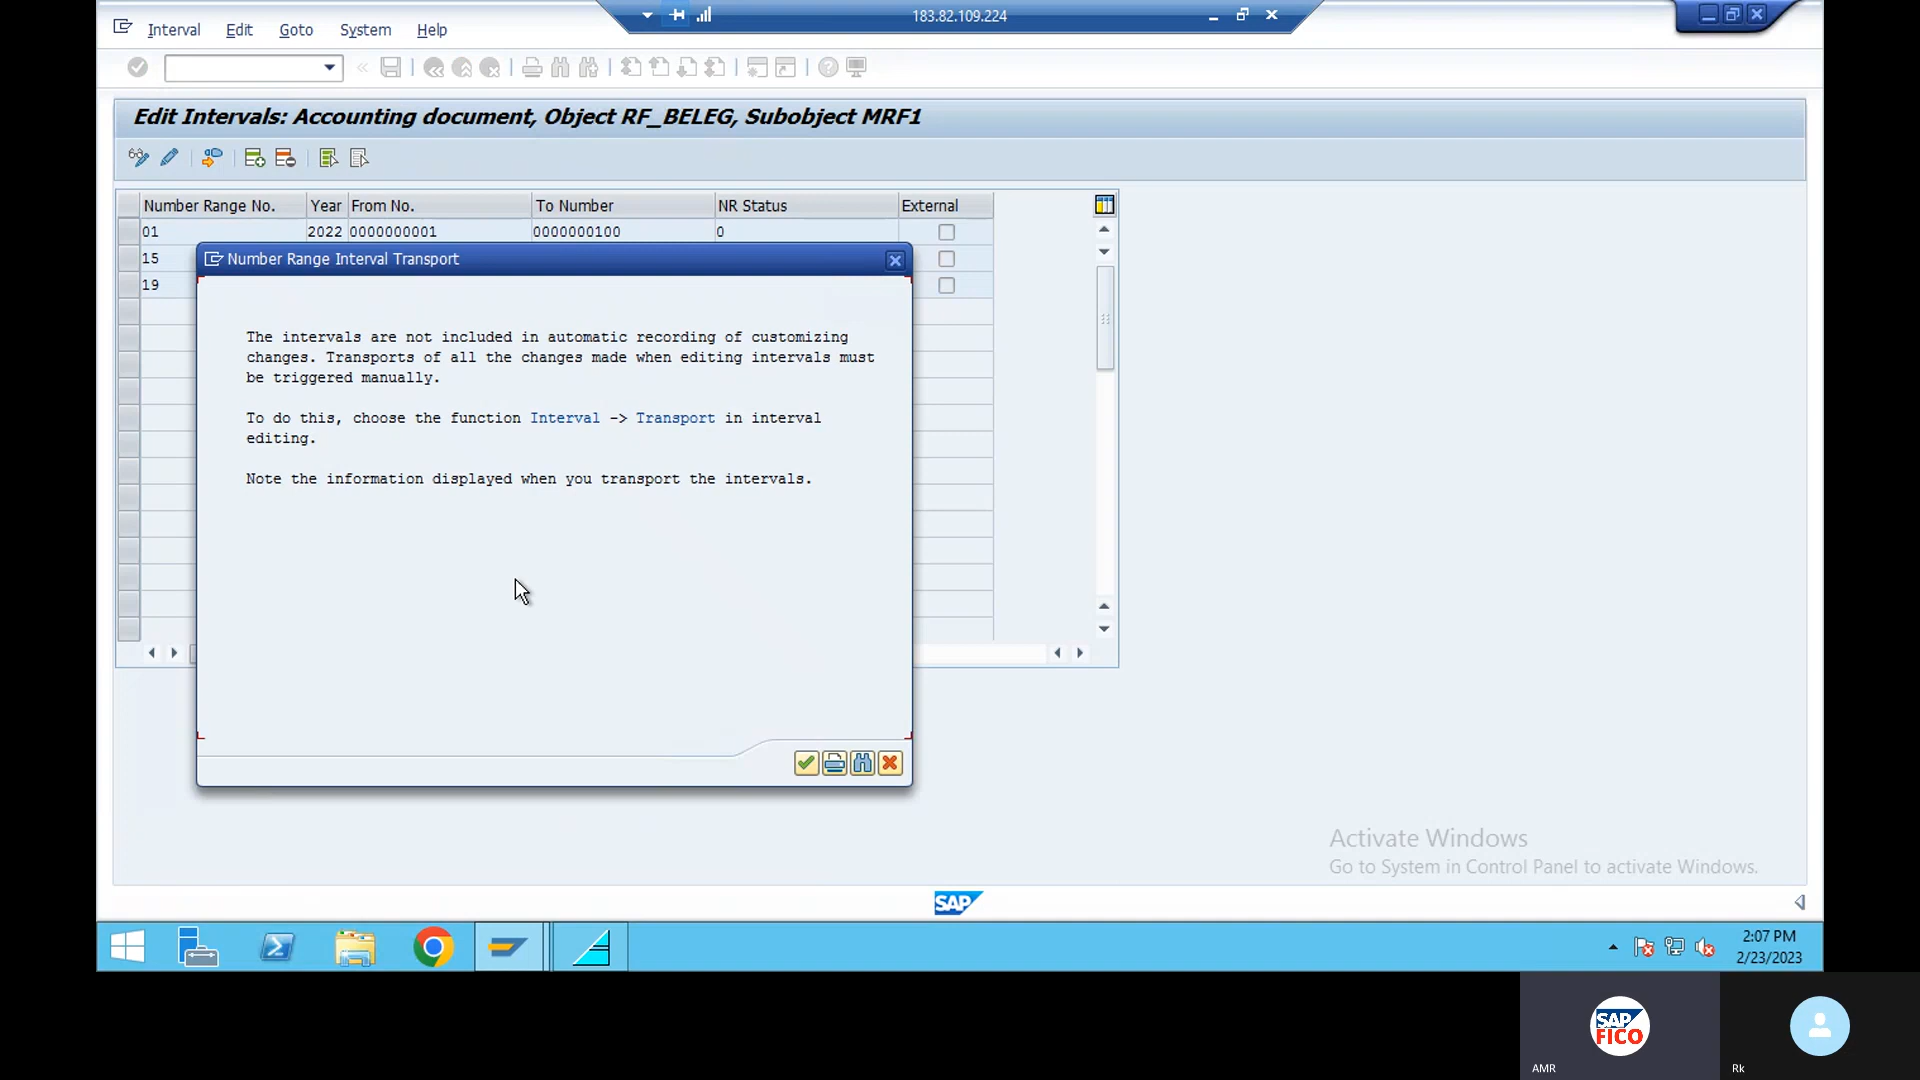 183.82.109.224
Interval Edit Goto System Help
Edit Intervals: Accounting document, Object RF_BELEG, Subobject MRF1
Number Range No. Year From No. To Number NR Status External
01 2022 0000000001 0000000100 0
15
19
Number Range Interval Transport
The intervals are not included in automatic recording of customizing
changes. Transports of all the changes made when editing intervals must
be triggered manually.
To do this, choose the function Interval -> Transport in interval
editing.
Note the information displayed when you transport the intervals.
Activate Windows
Go to System in Control Panel to activate Windows.
SAP
2:07 PM
2/23/2023
SAP
FICO
AMR
Rk